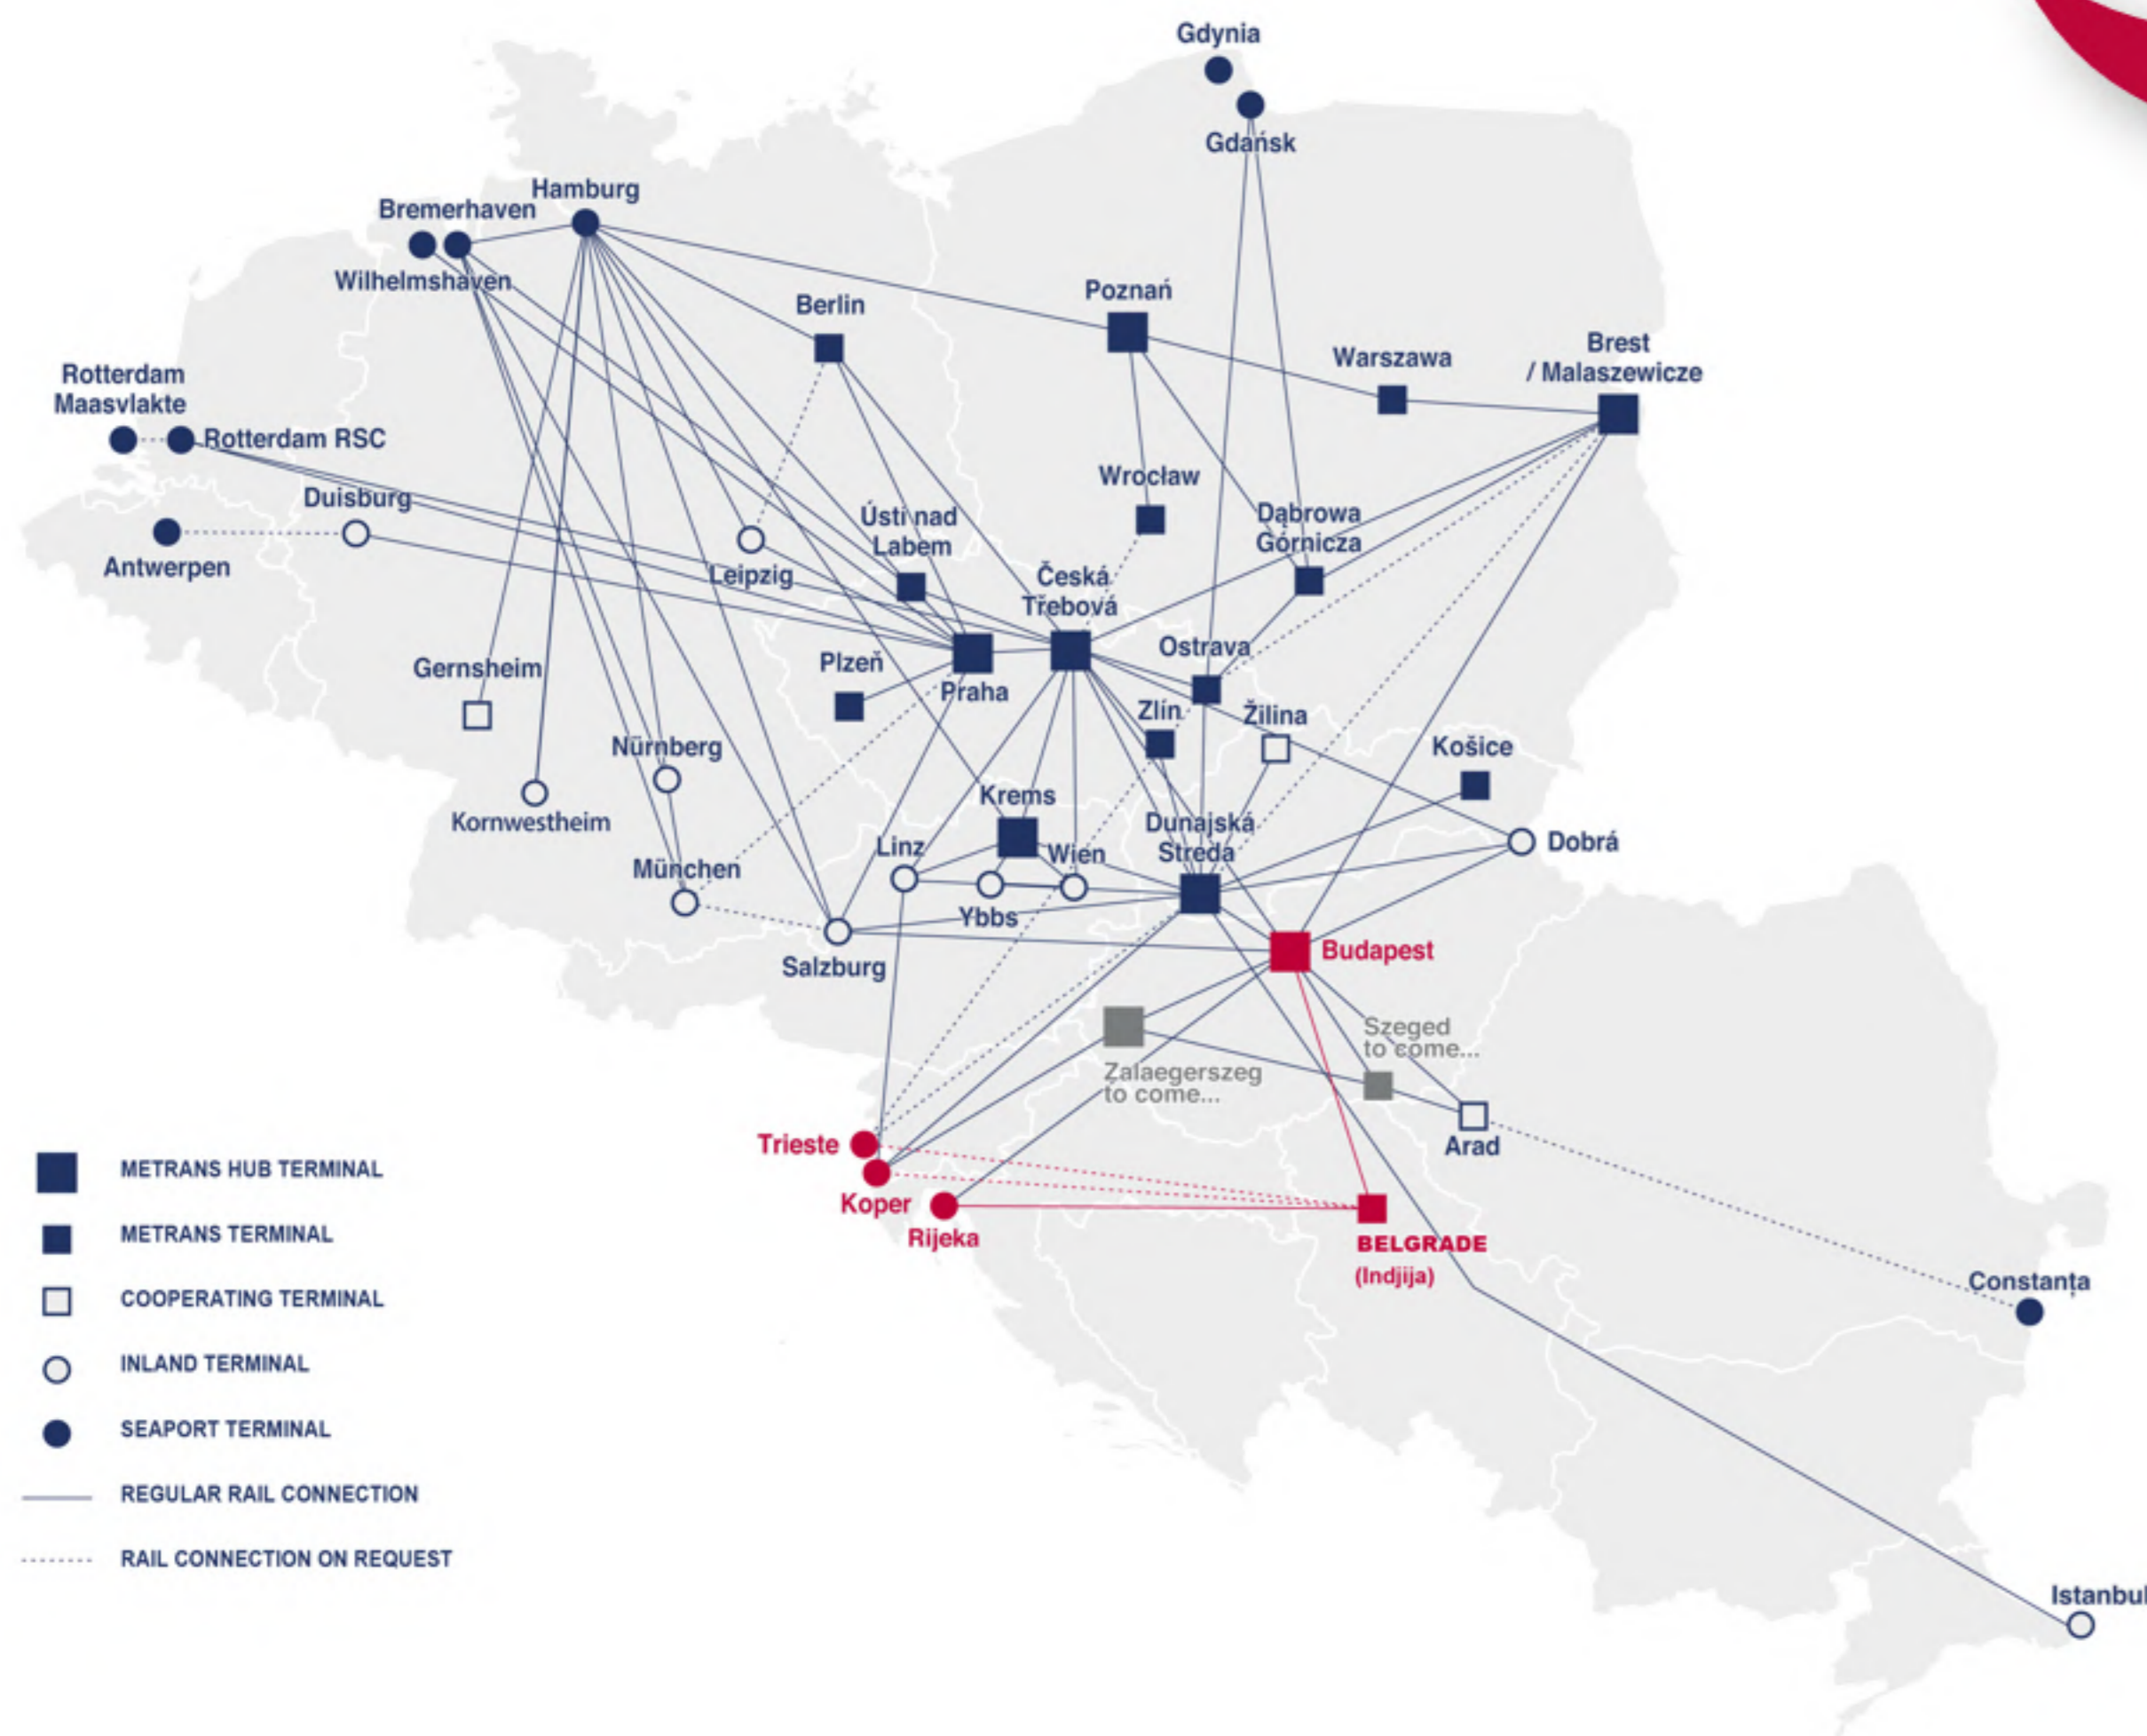 Gdynia
Gdańsk
Hamburg
Bremerhaven
Wilhelmshaven
Berlin
Poznań
Warszawa
Brest
/ Malaszewicze
Rotterdam
Maasvlakte
Rotterdam RSC
Duisburg
Antwerpen
Leipzig
Ústí nad
Labem
Wrocław
Dąbrowa
Górnicza
Česká
Třebová
Ostrava
Gernsheim
Plzeň
Praha
Zlín
Žilina
Košice
Nürnberg
Kornwestheim
Krems
Dunajská
Streda
Dobrá
München
Linz
Wien
Ybbs
Salzburg
Budapest
Szeged
to come...
Zalaegerszeg
to come...
Arad
Trieste
Koper
Rijeka
BELGRADE
(Indjija)
Constanța
Istanbul
METRANS HUB TERMINAL
METRANS TERMINAL
COOPERATING TERMINAL
INLAND TERMINAL
SEAPORT TERMINAL
REGULAR RAIL CONNECTION
RAIL CONNECTION ON REQUEST